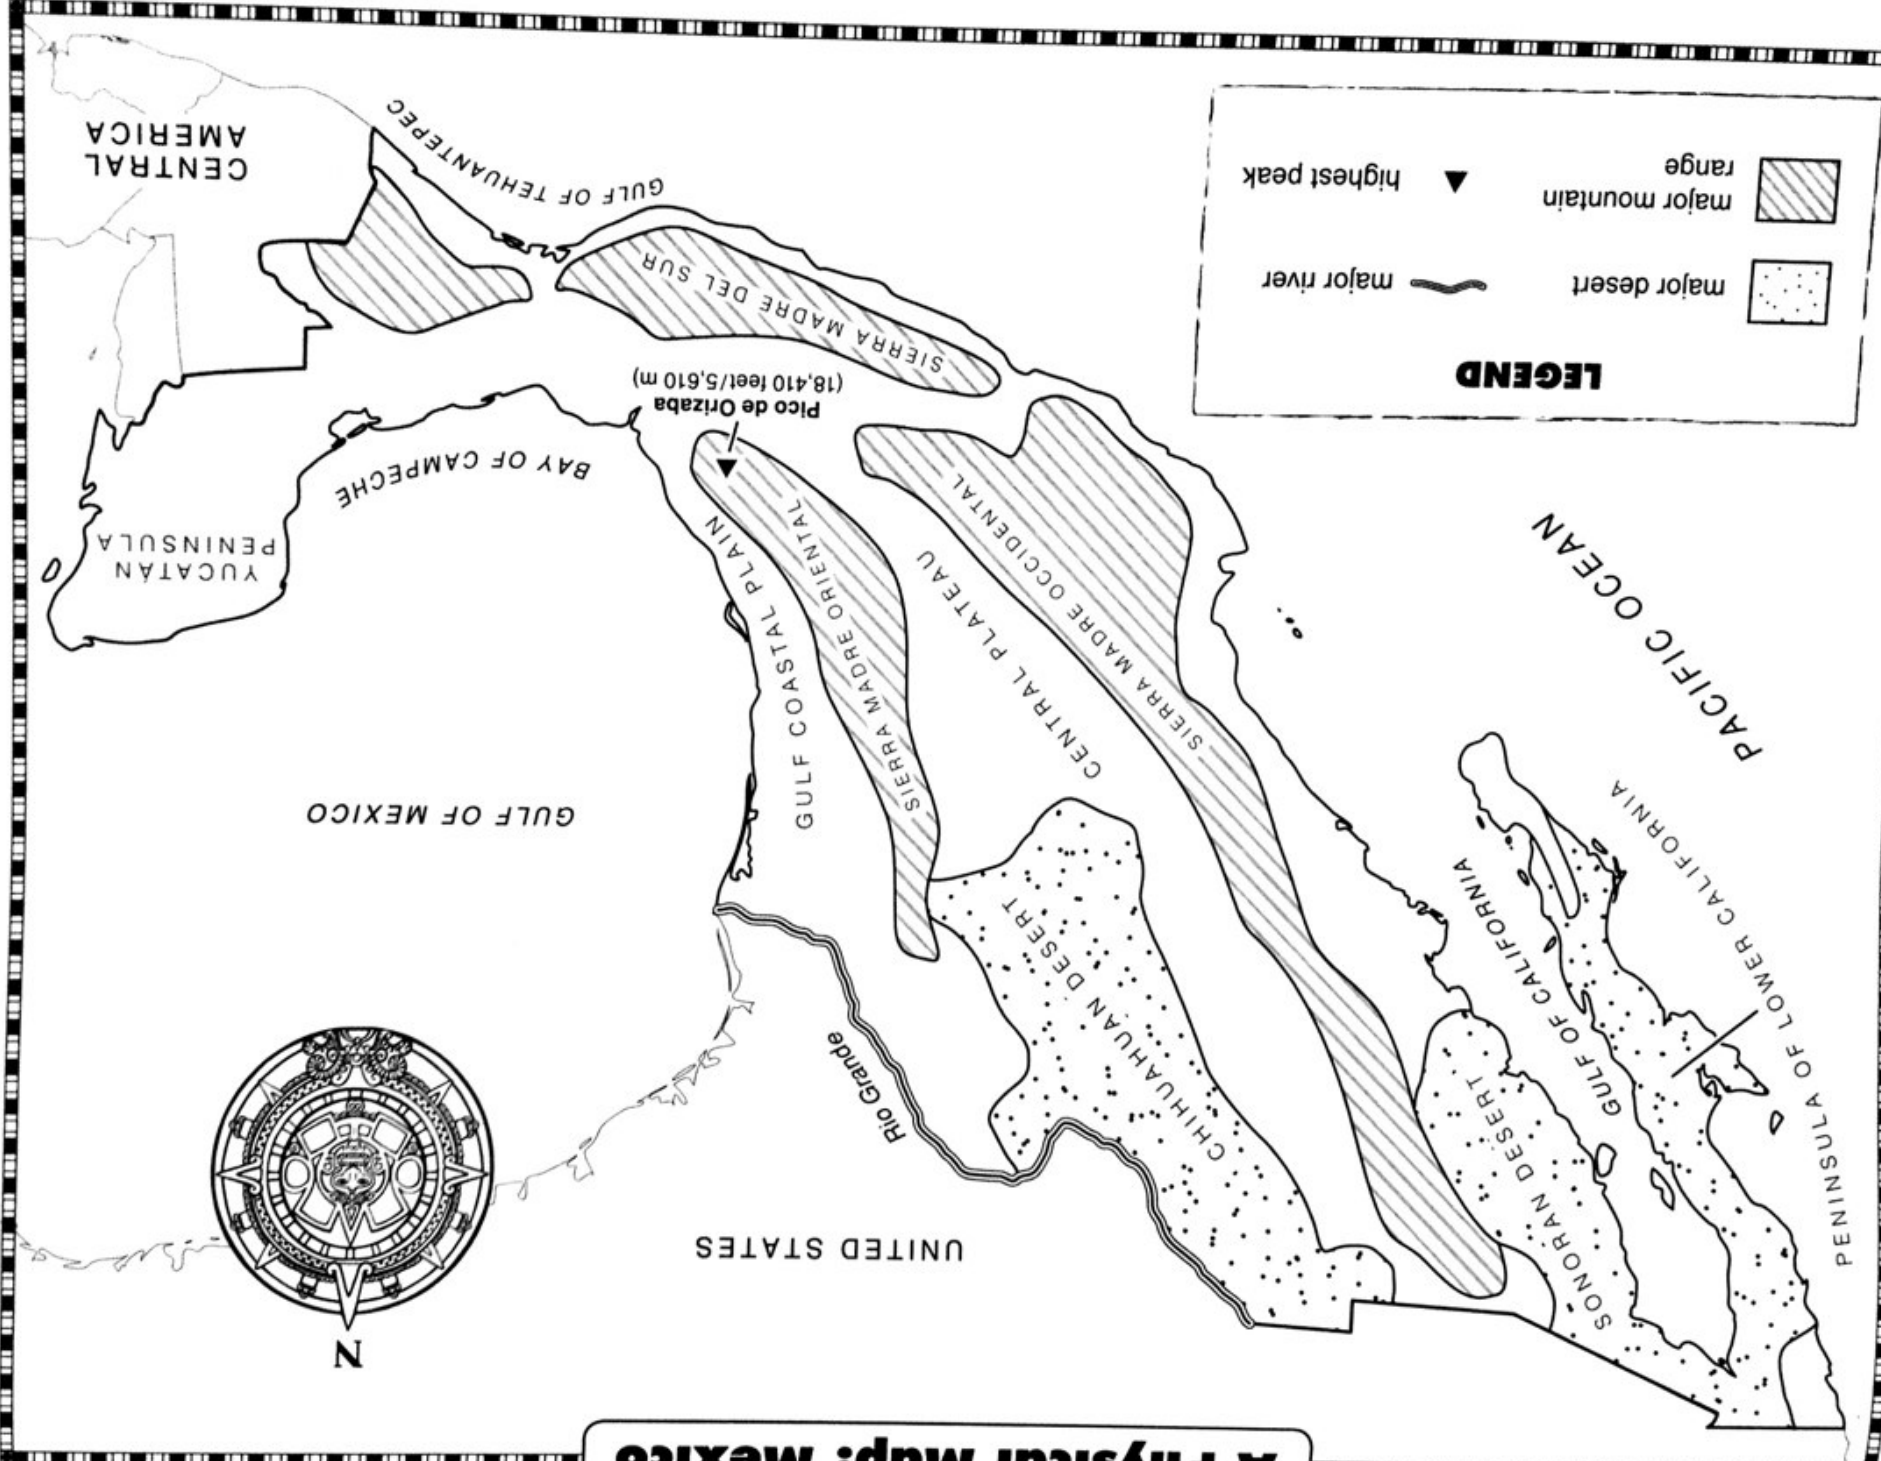 A Physical Map: Mexico
N
UNITED STATES
SONORAN DESERT
CHIHUAHUAN DESERT
Rio Grande
PENINSULA OF LOWER CALIFORNIA
GULF OF CALIFORNIA
SIERRA MADRE OCCIDENTAL
CENTRAL PLATEAU
SIERRA MADRE ORIENTAL
GULF COASTAL PLAIN
GULF OF MEXICO
PACIFIC OCEAN
YUCATÁN
PENINSULA
BAY OF CAMPECHE
Pico de Orizaba
(18,410 feet/5,610 m)
SIERRA MADRE DEL SUR
GULF OF TEHUANTEPEC
CENTRAL
AMERICA
LEGEND
major desert
major river
major mountain
range
highest peak